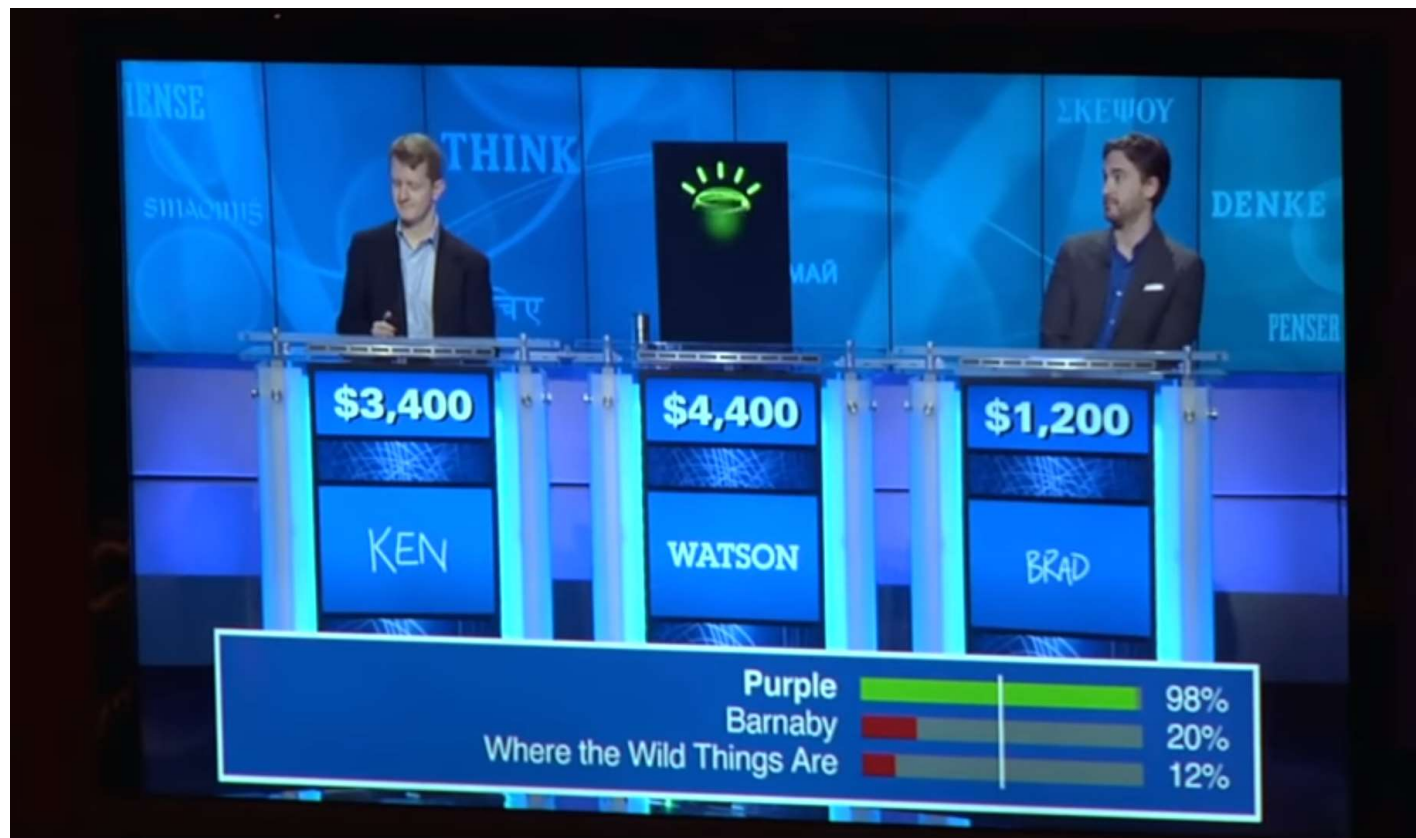 IENSE
THINK
ΣΚΕΨΟΥ
DENKE
PENSER
МАЙ
चिए
$3,400
$4,400
$1,200
KEN
WATSON
BRAD
Purple 98%
Barnaby 20%
Where the Wild Things Are 12%